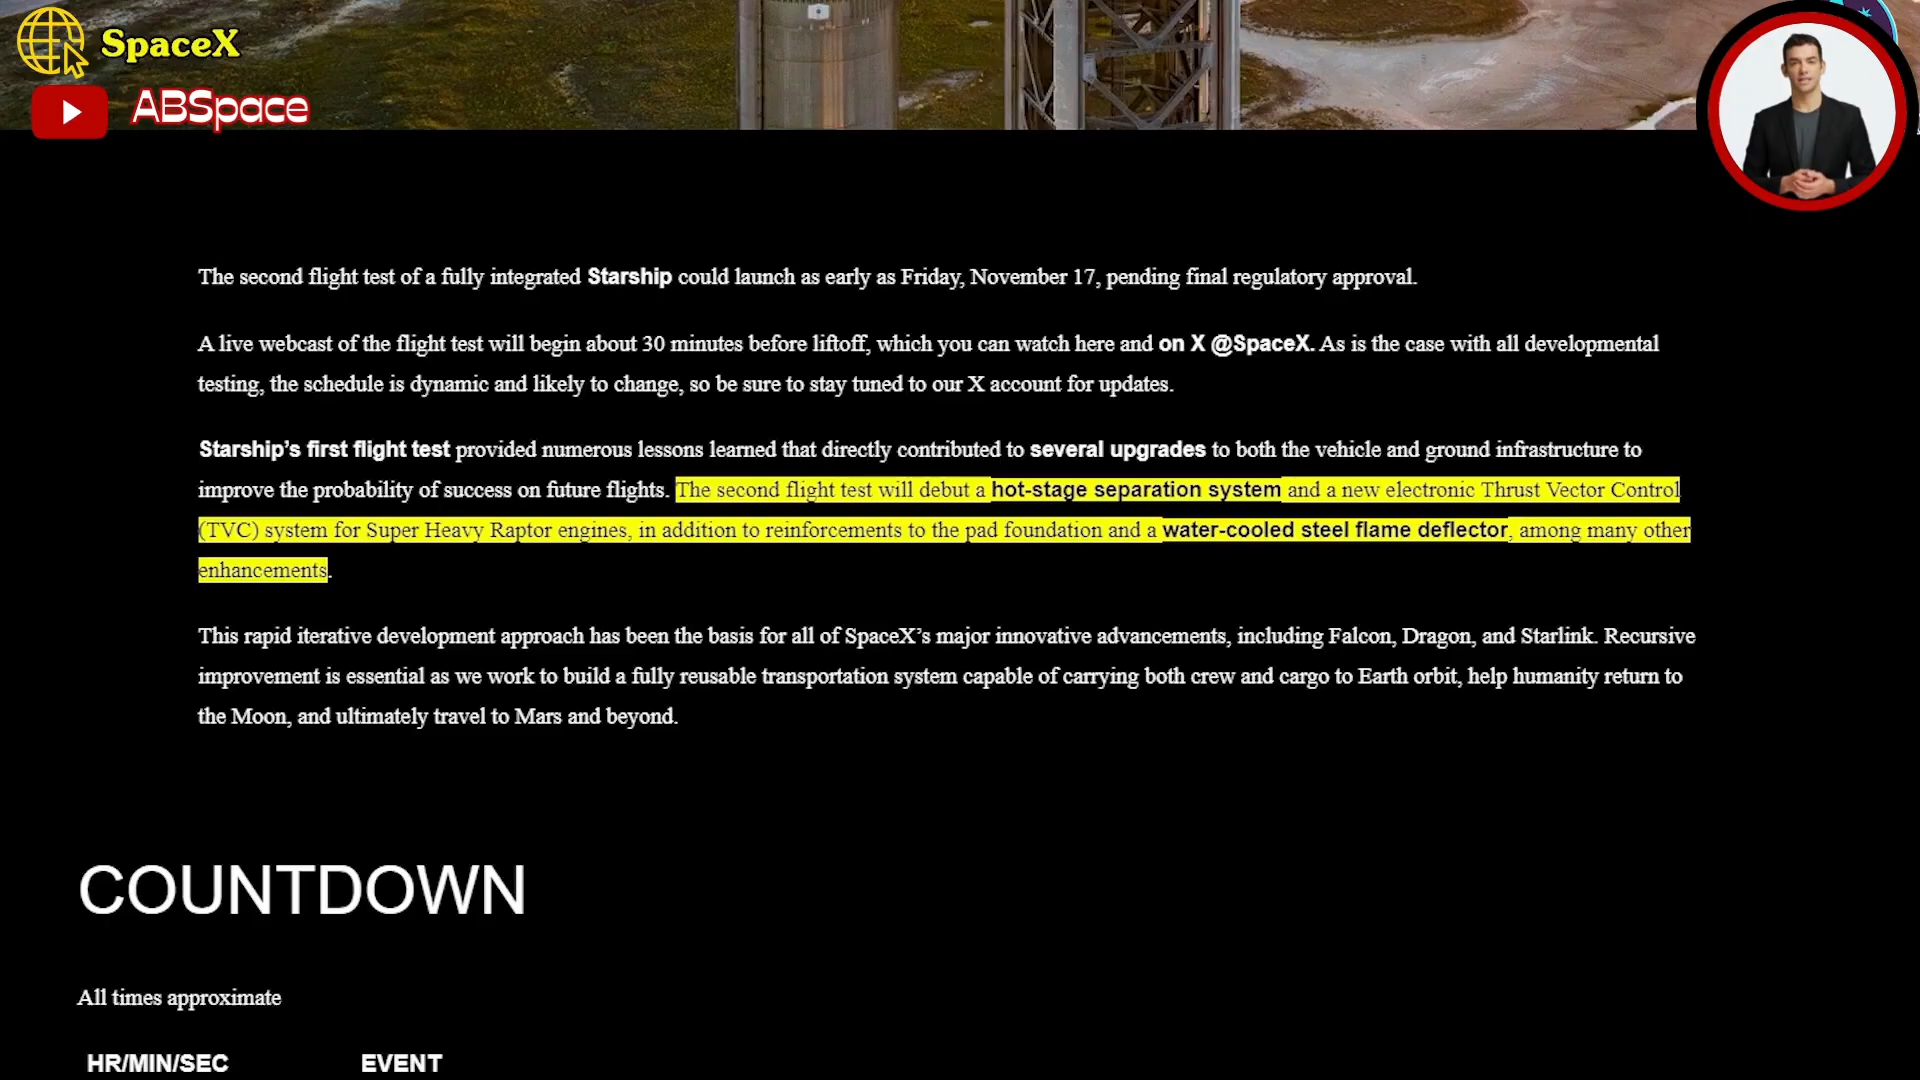 SpaceX
ABSpace
The second flight test of a fully integrated Starship could launch as early as Friday, November 17, pending final regulatory approval.
A live webcast of the flight test will begin about 30 minutes before liftoff, which you can watch here and on X @SpaceX. As is the case with all developmental
testing, the schedule is dynamic and likely to change, so be sure to stay tuned to our X account for updates.
Starship’s first flight test provided numerous lessons learned that directly contributed to several upgrades to both the vehicle and ground infrastructure to
improve the probability of success on future flights. The second flight test will debut a hot-stage separation system and a new electronic Thrust Vector Control
(TVC) system for Super Heavy Raptor engines, in addition to reinforcements to the pad foundation and a water-cooled steel flame deflector, among many other
enhancements.
This rapid iterative development approach has been the basis for all of SpaceX’s major innovative advancements, including Falcon, Dragon, and Starlink. Recursive
improvement is essential as we work to build a fully reusable transportation system capable of carrying both crew and cargo to Earth orbit, help humanity return to
the Moon, and ultimately travel to Mars and beyond.
COUNTDOWN
All times approximate
HR/MIN/SEC EVENT